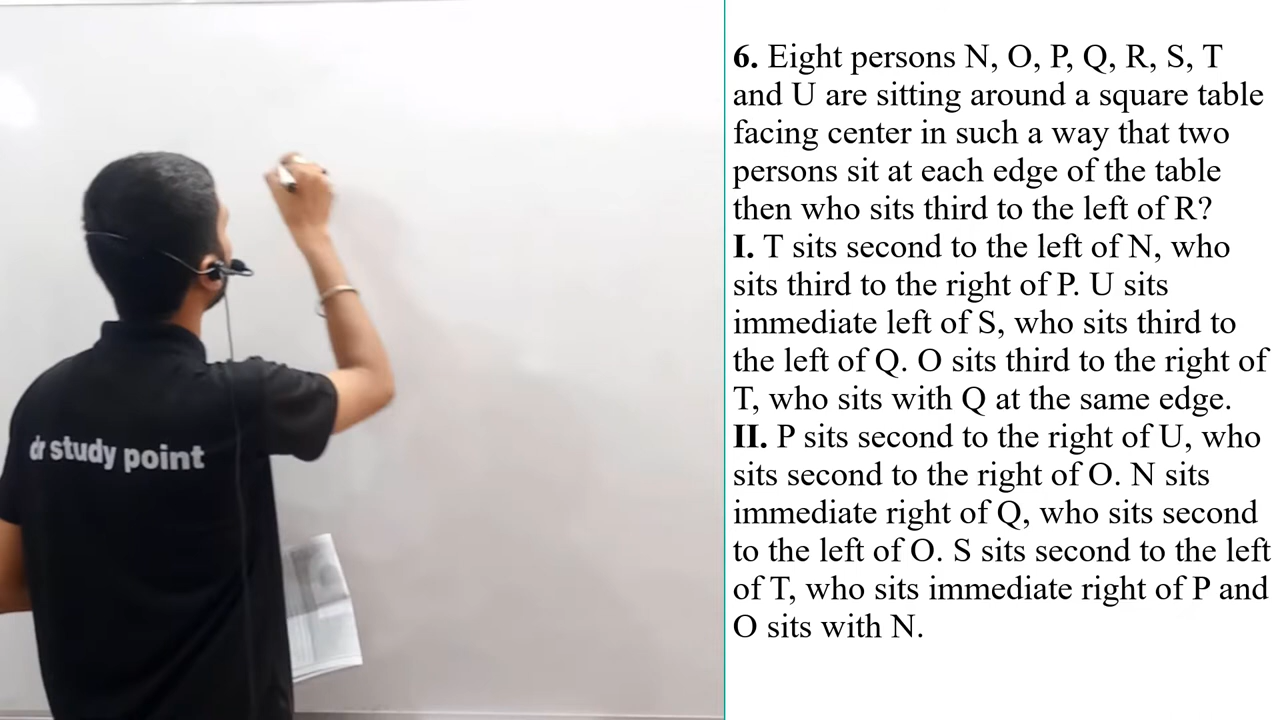 dr study point
6. Eight persons N, O, P, Q, R, S, T
and U are sitting around a square table
facing center in such a way that two
persons sit at each edge of the table
then who sits third to the left of R?
I. T sits second to the left of N, who
sits third to the right of P. U sits
immediate left of S, who sits third to
the left of Q. O sits third to the right of
T, who sits with Q at the same edge.
II. P sits second to the right of U, who
sits second to the right of O. N sits
immediate right of Q, who sits second
to the left of O. S sits second to the left
of T, who sits immediate right of P and
O sits with N.